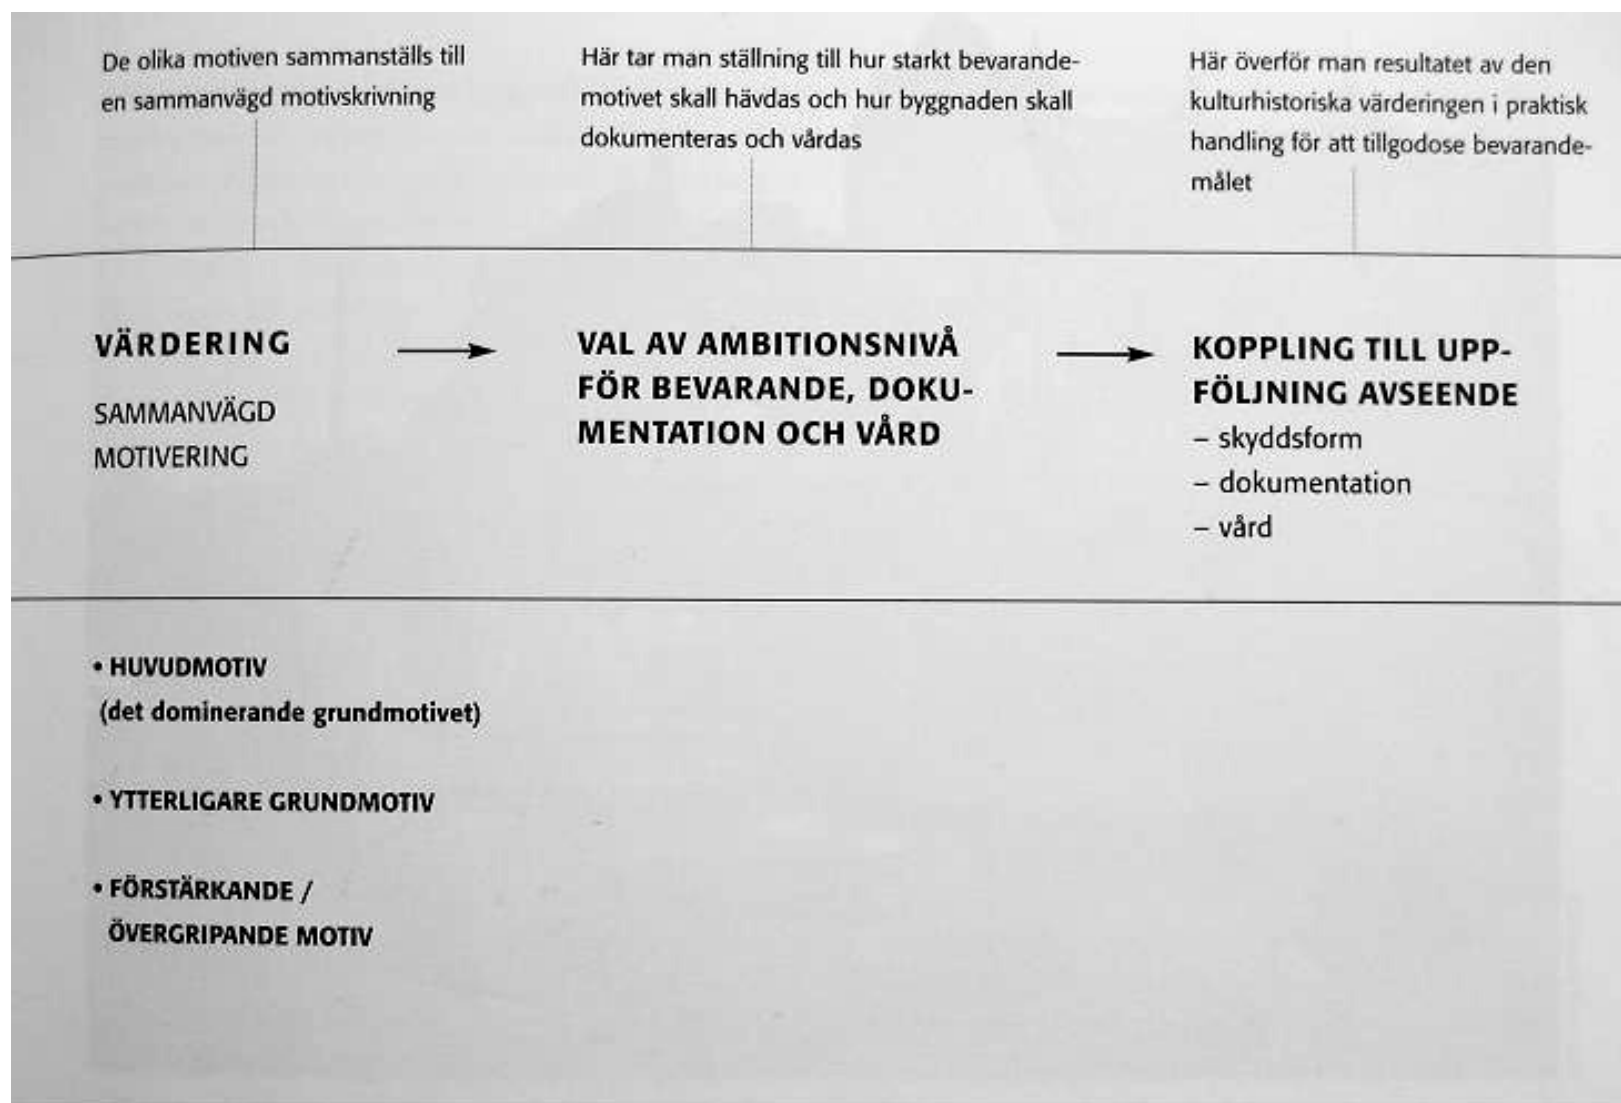 De olika motiven sammanställs till
en sammanvägd motivskrivning
Här tar man ställning till hur starkt bevarande-
motivet skall hävdas och hur byggnaden skall
dokumenteras och vårdas
Här överför man resultatet av den
kulturhistoriska värderingen i praktisk
handling för att tillgodose bevarande-
målet
VÄRDERING
SAMMANVÄGD
MOTIVERING
VAL AV AMBITIONSNIVÅ
FÖR BEVARANDE, DOKU-
MENTATION OCH VÅRD
KOPPLING TILL UPP-
FÖLJNING AVSEENDE
– skyddsform
– dokumentation
– vård
• HUVUDMOTIV
(det dominerande grundmotivet)
• YTTERLIGARE GRUNDMOTIV
• FÖRSTÄRKANDE /
ÖVERGRIPANDE MOTIV